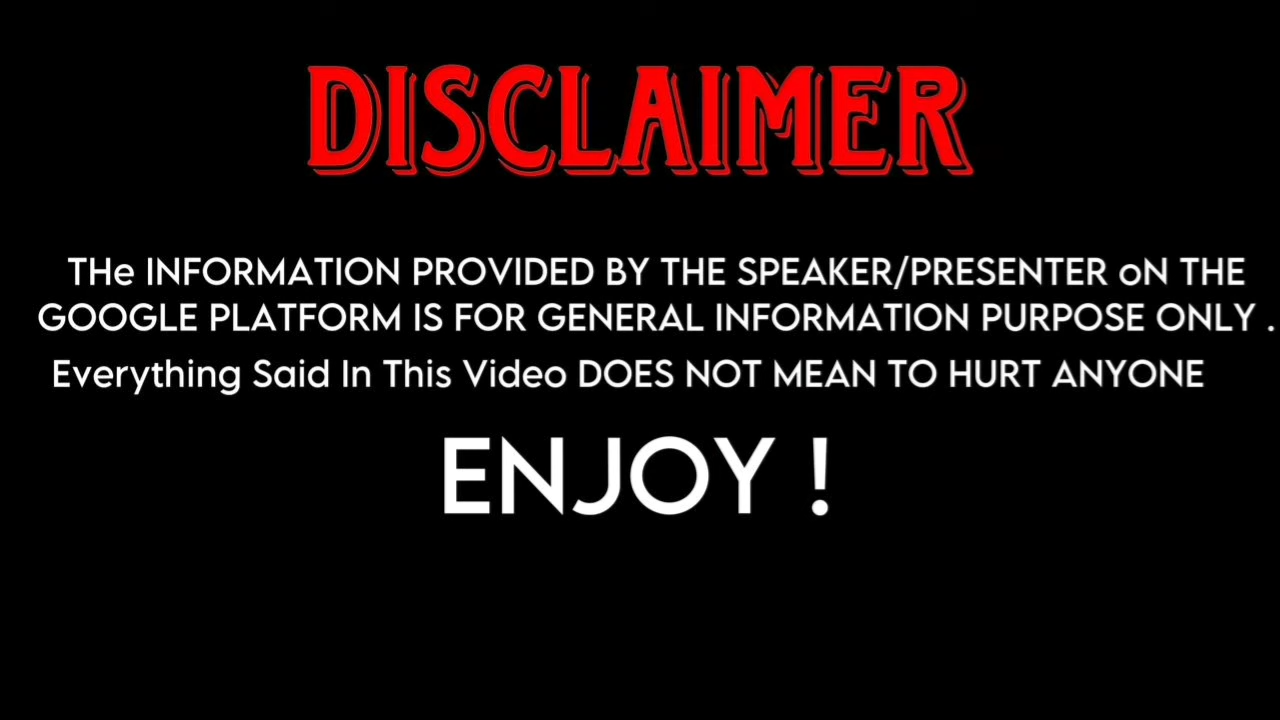 DISCLAIMER
THe INFORMATION PROVIDED BY THE SPEAKER/PRESENTER oN THE
GOOGLE PLATFORM IS FOR GENERAL INFORMATION PURPOSE ONLY .
Everything Said In This Video DOES NOT MEAN TO HURT ANYONE
ENJOY !